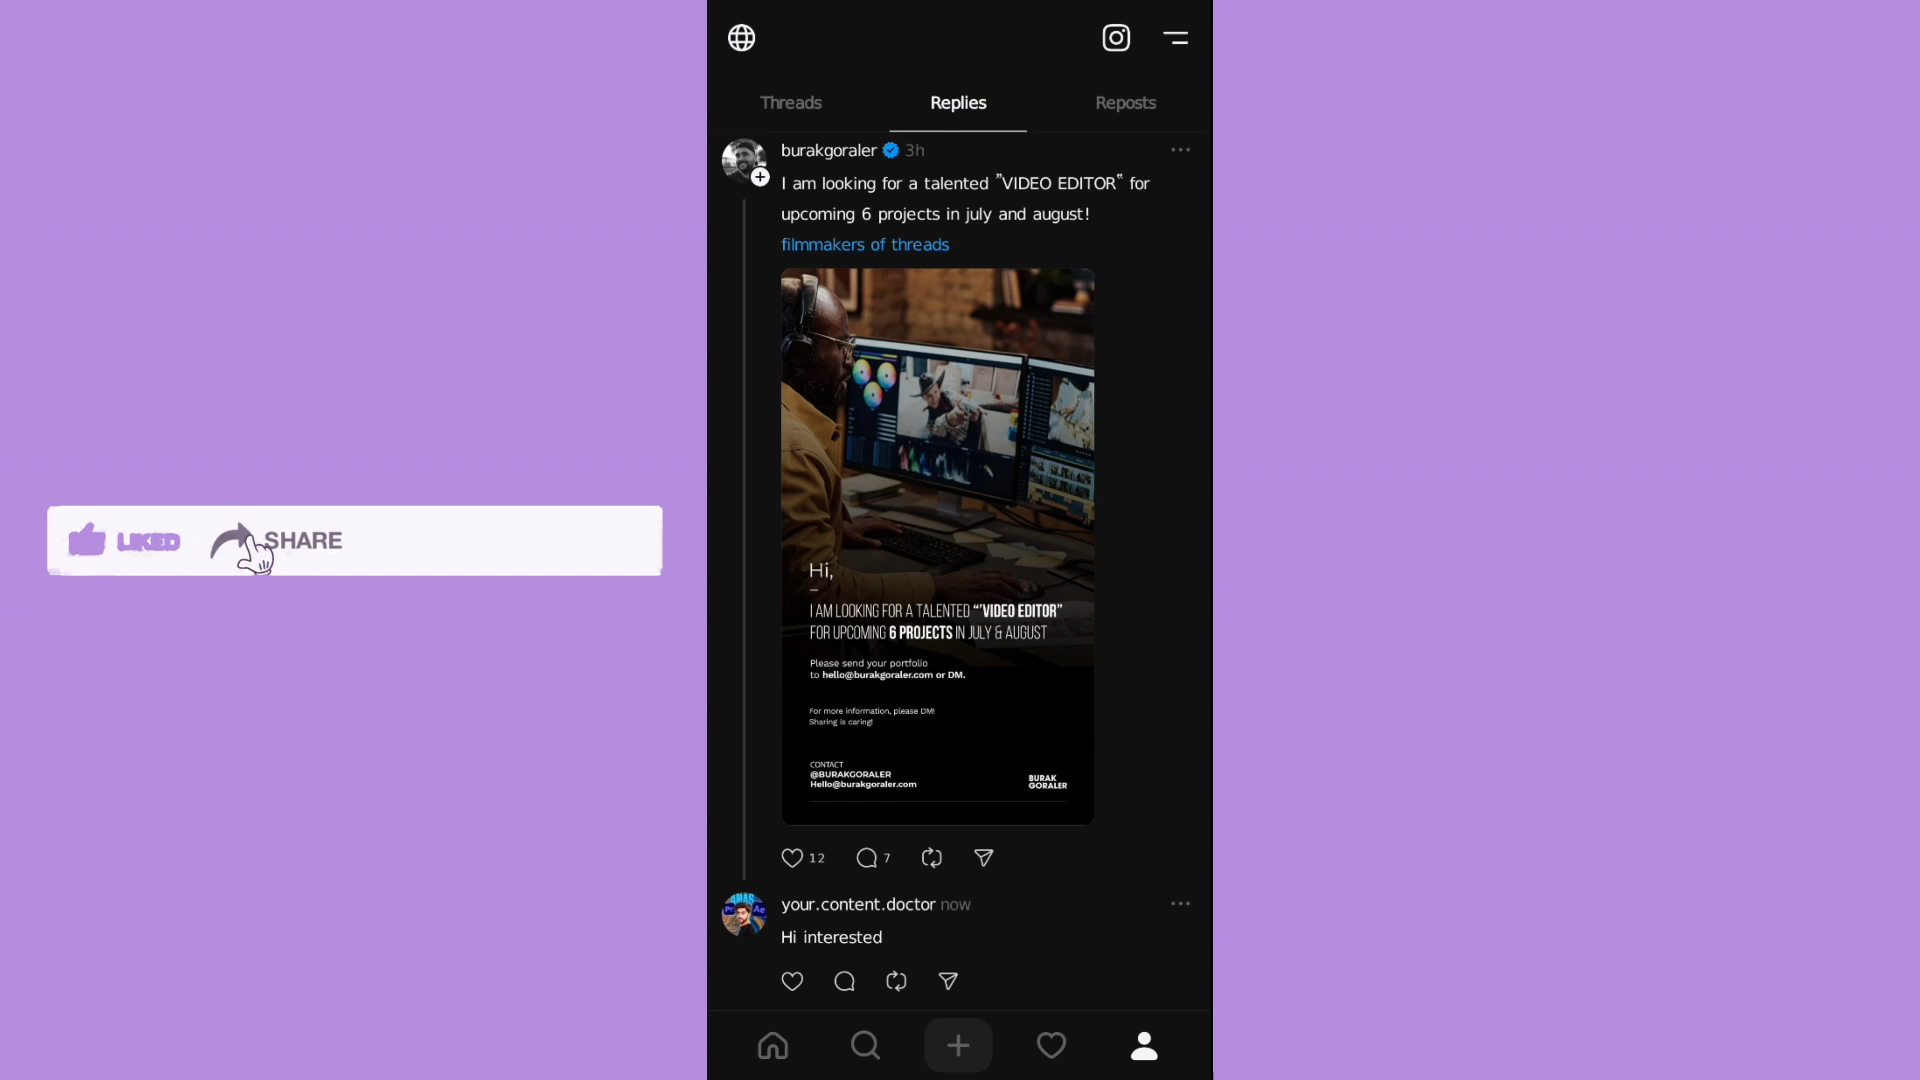 Threads
Replies
Reposts
burakgoraler 3h
I am looking for a talented "VIDEO EDITOR" for
upcoming 6 projects in july and august!
filmmakers of threads
Hi,
I AM LOOKING FOR A TALENTED "'VIDEO EDITOR"
FOR UPCOMING 6 PROJECTS IN JULY & AUGUST
Please send your portfolio
to hello@burakgoraler.com or DM.
For more information, please DM!
Sharing is caring!
CONTACT
@BURAKGORALER
Hello@burakgoraler.com
BURAK
GORALER
12
7
your.content.doctor now
Hi interested
LIKED
SHARE
Pr
Ae